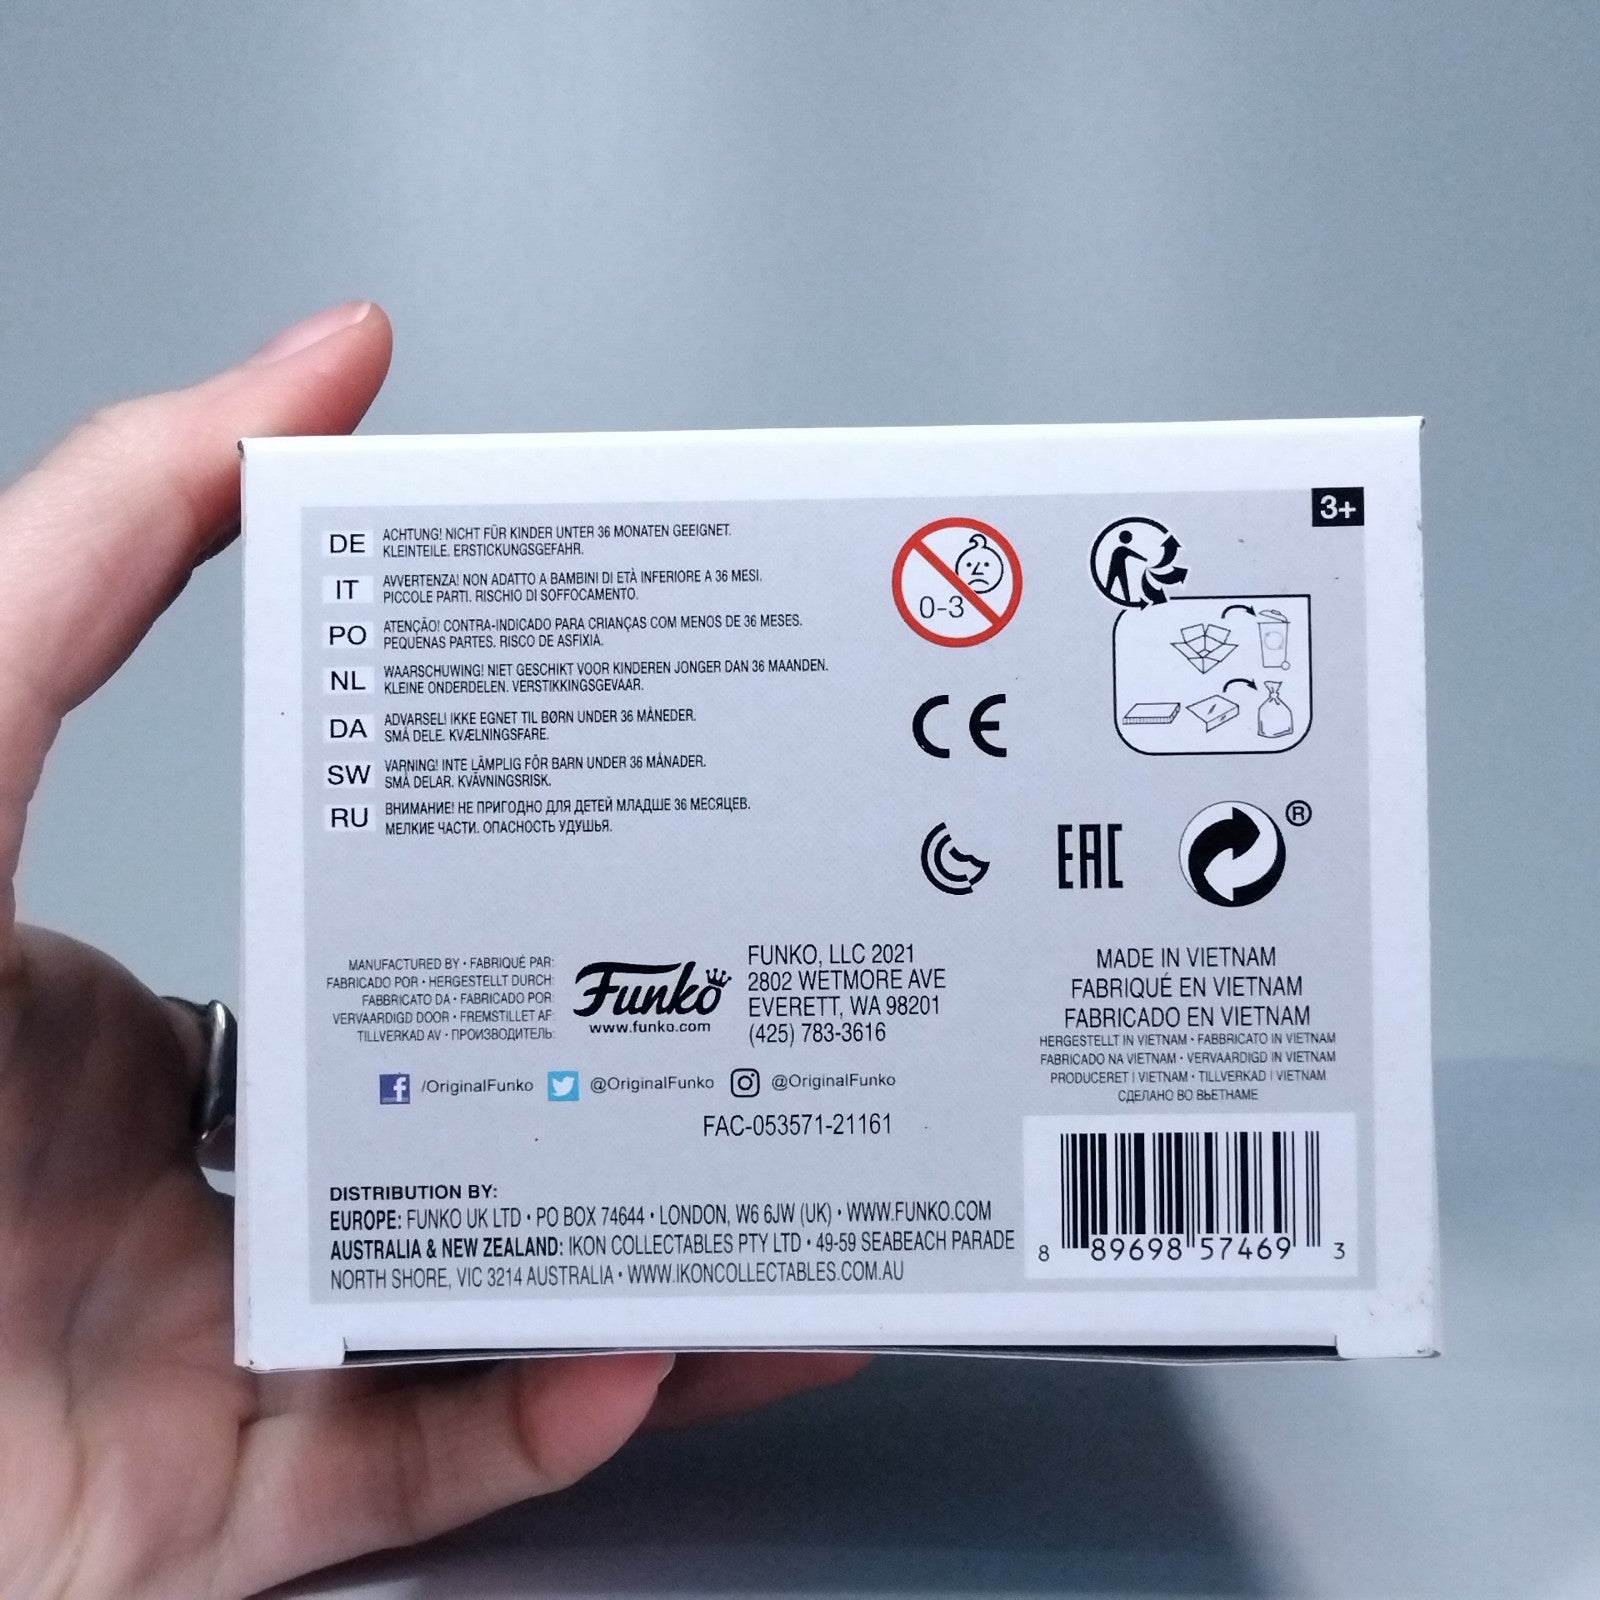 3+
DE ACHTUNG! NICHT FÜR KINDER UNTER 36 MONATEN GEEIGNET.
KLEINTEILE. ERSTICKUNGSGEFAHR.
IT AVVERTENZA! NON ADATTO A BAMBINI DI ETÀ INFERIORE A 36 MESI.
PICCOLE PARTI. RISCHIO DI SOFFOCAMENTO.
PO ATENÇÃO! CONTRA-INDICADO PARA CRIANÇAS COM MENOS DE 36 MESES.
PEQUENAS PARTES. RISCO DE ASFIXIA.
NL WAARSCHUWING! NIET GESCHIKT VOOR KINDEREN JONGER DAN 36 MAANDEN.
KLEINE ONDERDELEN. VERSTIKKINGSGEVAAR.
DA ADVARSEL! IKKE EGNET TIL BØRN UNDER 36 MÅNEDER.
SMÅ DELE. KVÆLNINGSFARE.
SW VARNING! INTE LÄMPLIG FÖR BARN UNDER 36 MÅNADER.
SMÅ DELAR. KVÄVNINGSRISK.
RU ВНИМАНИЕ! НЕ ПРИГОДНО ДЛЯ ДЕТЕЙ МЛАДШЕ 36 МЕСЯЦЕВ.
МЕЛКИЕ ЧАСТИ. ОПАСНОСТЬ УДУШЬЯ.
0-3
CE
EAC
®
MANUFACTURED BY • FABRIQUÉ PAR:
FABRICADO POR • HERGESTELLT DURCH:
FABBRICATO DA • FABRICADO POR:
VERVAARDIGD DOOR • FREMSTILLET AF:
TILLVERKAD AV • ПРОИЗВОДИТЕЛЬ:
Funko
www.funko.com
FUNKO, LLC 2021
2802 WETMORE AVE
EVERETT, WA 98201
(425) 783-3616
f /OriginalFunko @OriginalFunko @OriginalFunko
FAC-053571-21161
MADE IN VIETNAM
FABRIQUÉ EN VIETNAM
FABRICADO EN VIETNAM
HERGESTELLT IN VIETNAM • FABBRICATO IN VIETNAM
FABRICADO NA VIETNAM • VERVAARDIGD IN VIETNAM
PRODUCERET I VIETNAM • TILLVERKAD I VIETNAM
СДЕЛАНО ВО ВЬЕТНАМЕ
DISTRIBUTION BY:
EUROPE: FUNKO UK LTD • PO BOX 74644 • LONDON, W6 6JW (UK) • WWW.FUNKO.COM
AUSTRALIA & NEW ZEALAND: IKON COLLECTABLES PTY LTD • 49-59 SEABEACH PARADE
NORTH SHORE, VIC 3214 AUSTRALIA • WWW.IKONCOLLECTABLES.COM.AU
8 89698 57469 3